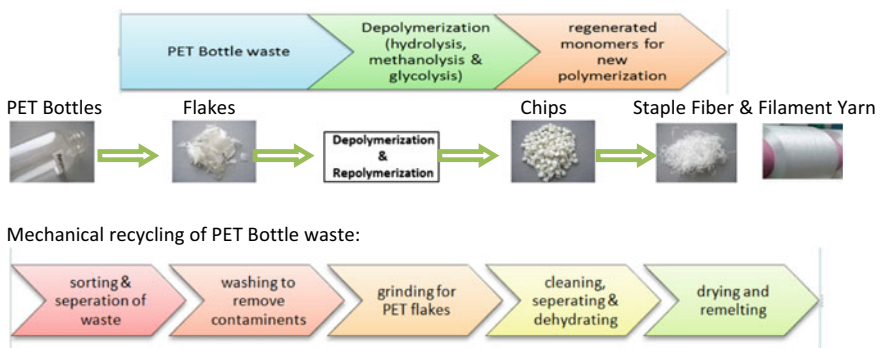 PET Bottle waste
Depolymerization
(hydrolysis,
methanolysis &
glycolysis)
regenerated
monomers for
new
polymerization
PET Bottles
Flakes
Chips
Staple Fiber & Filament Yarn
Depolymerization
&
Repolymerization
Mechanical recycling of PET Bottle waste:
sorting &
seperation of
waste
washing to
remove
contaminents
grinding for
PET flakes
cleaning,
seperating &
dehydrating
drying and
remelting